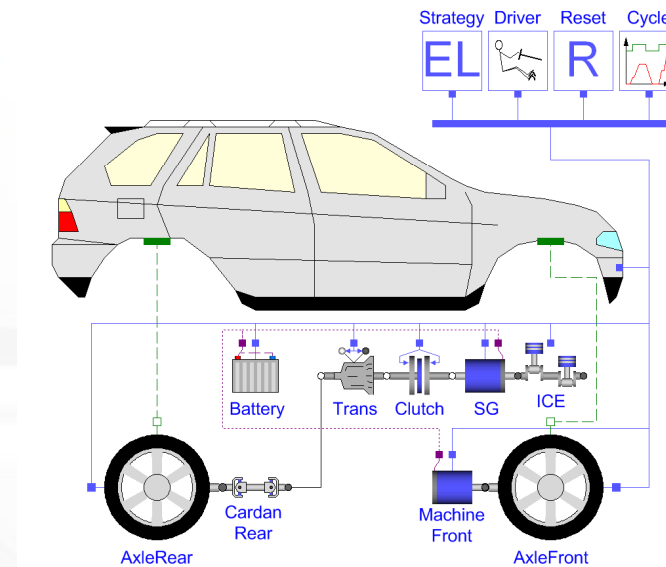 Strategy Driver Reset Cycle
EL R
Battery Trans Clutch SG ICE
Cardan
Rear
Machine
Front
AxleRear AxleFront